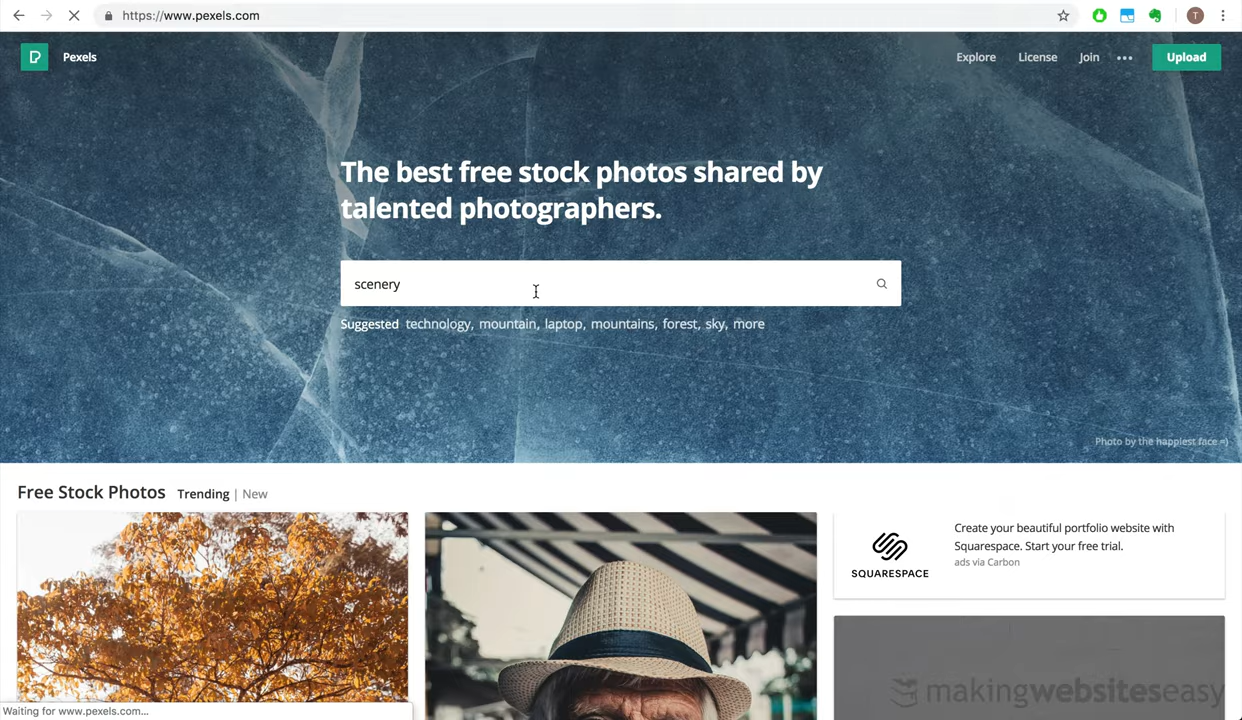 https://www.pexels.com
T
Pexels
Explore License Join Upload
The best free stock photos shared by
talented photographers.
scenery
Suggested technology, mountain, laptop, mountains, forest, sky, more
Photo by the happiest face =)
Free Stock Photos Trending | New
Create your beautiful portfolio website with
Squarespace. Start your free trial.
ads via Carbon
SQUARESPACE
makingwebsiteseasy
Waiting for www.pexels.com...